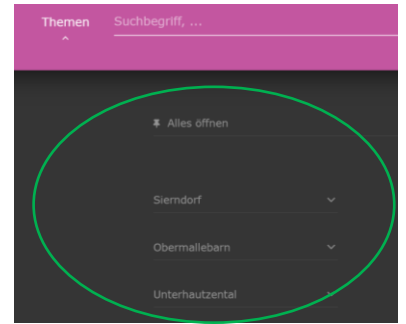 Themen
Suchbegriff, ...
Alles öffnen
Sierndorf
Obermallebarn
Unterhautzental